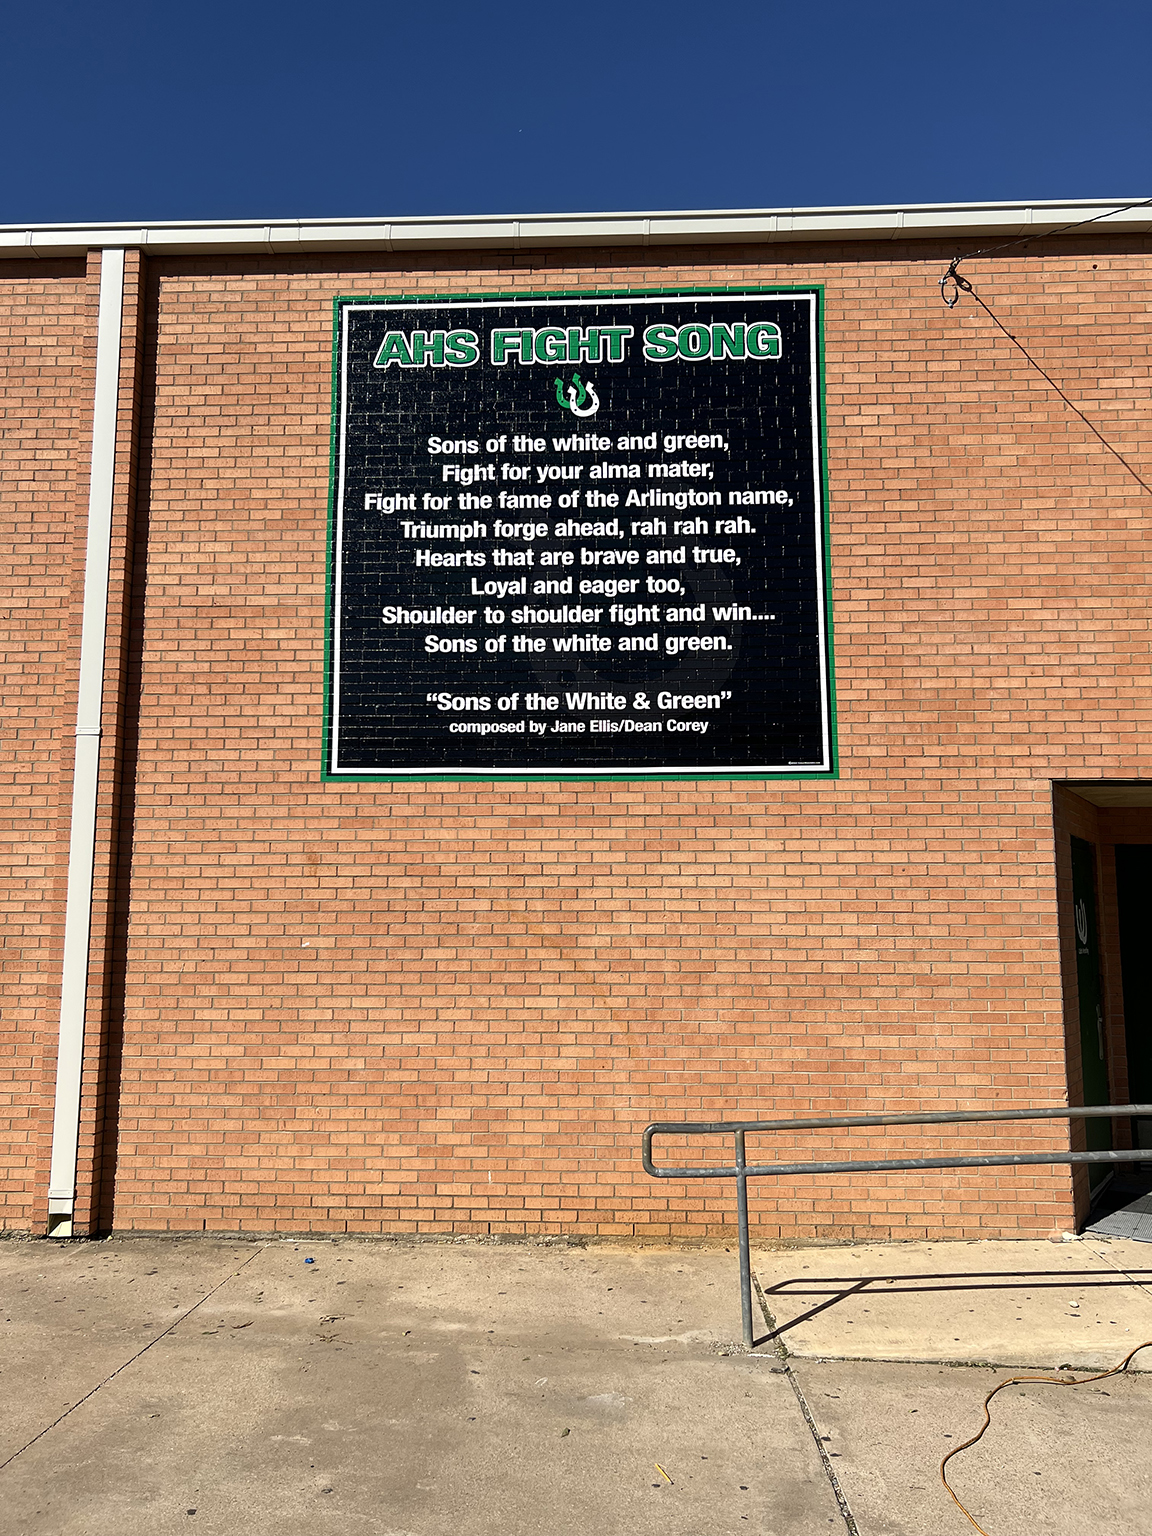 AHS FIGHT SONG
Sons of the white and green,
Fight for your alma mater,
Fight for the fame of the Arlington name,
Triumph forge ahead, rah rah rah.
Hearts that are brave and true,
Loyal and eager too,
Shoulder to shoulder fight and win....
Sons of the white and green.
“Sons of the White & Green”
composed by Jane Ellis/Dean Corey